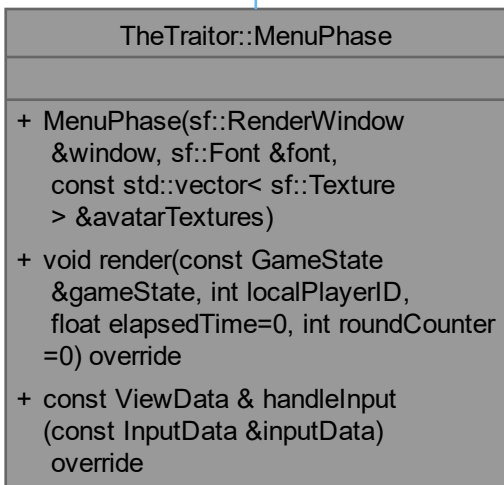 TheTraitor::MenuPhase
+ MenuPhase(sf::RenderWindow
&window, sf::Font &font,
const std::vector< sf::Texture
> &avatarTextures)
+ void render(const GameState
&gameState, int localPlayerID,
float elapsedTime=0, int roundCounter
=0) override
+ const ViewData & handleInput
(const InputData &inputData)
override